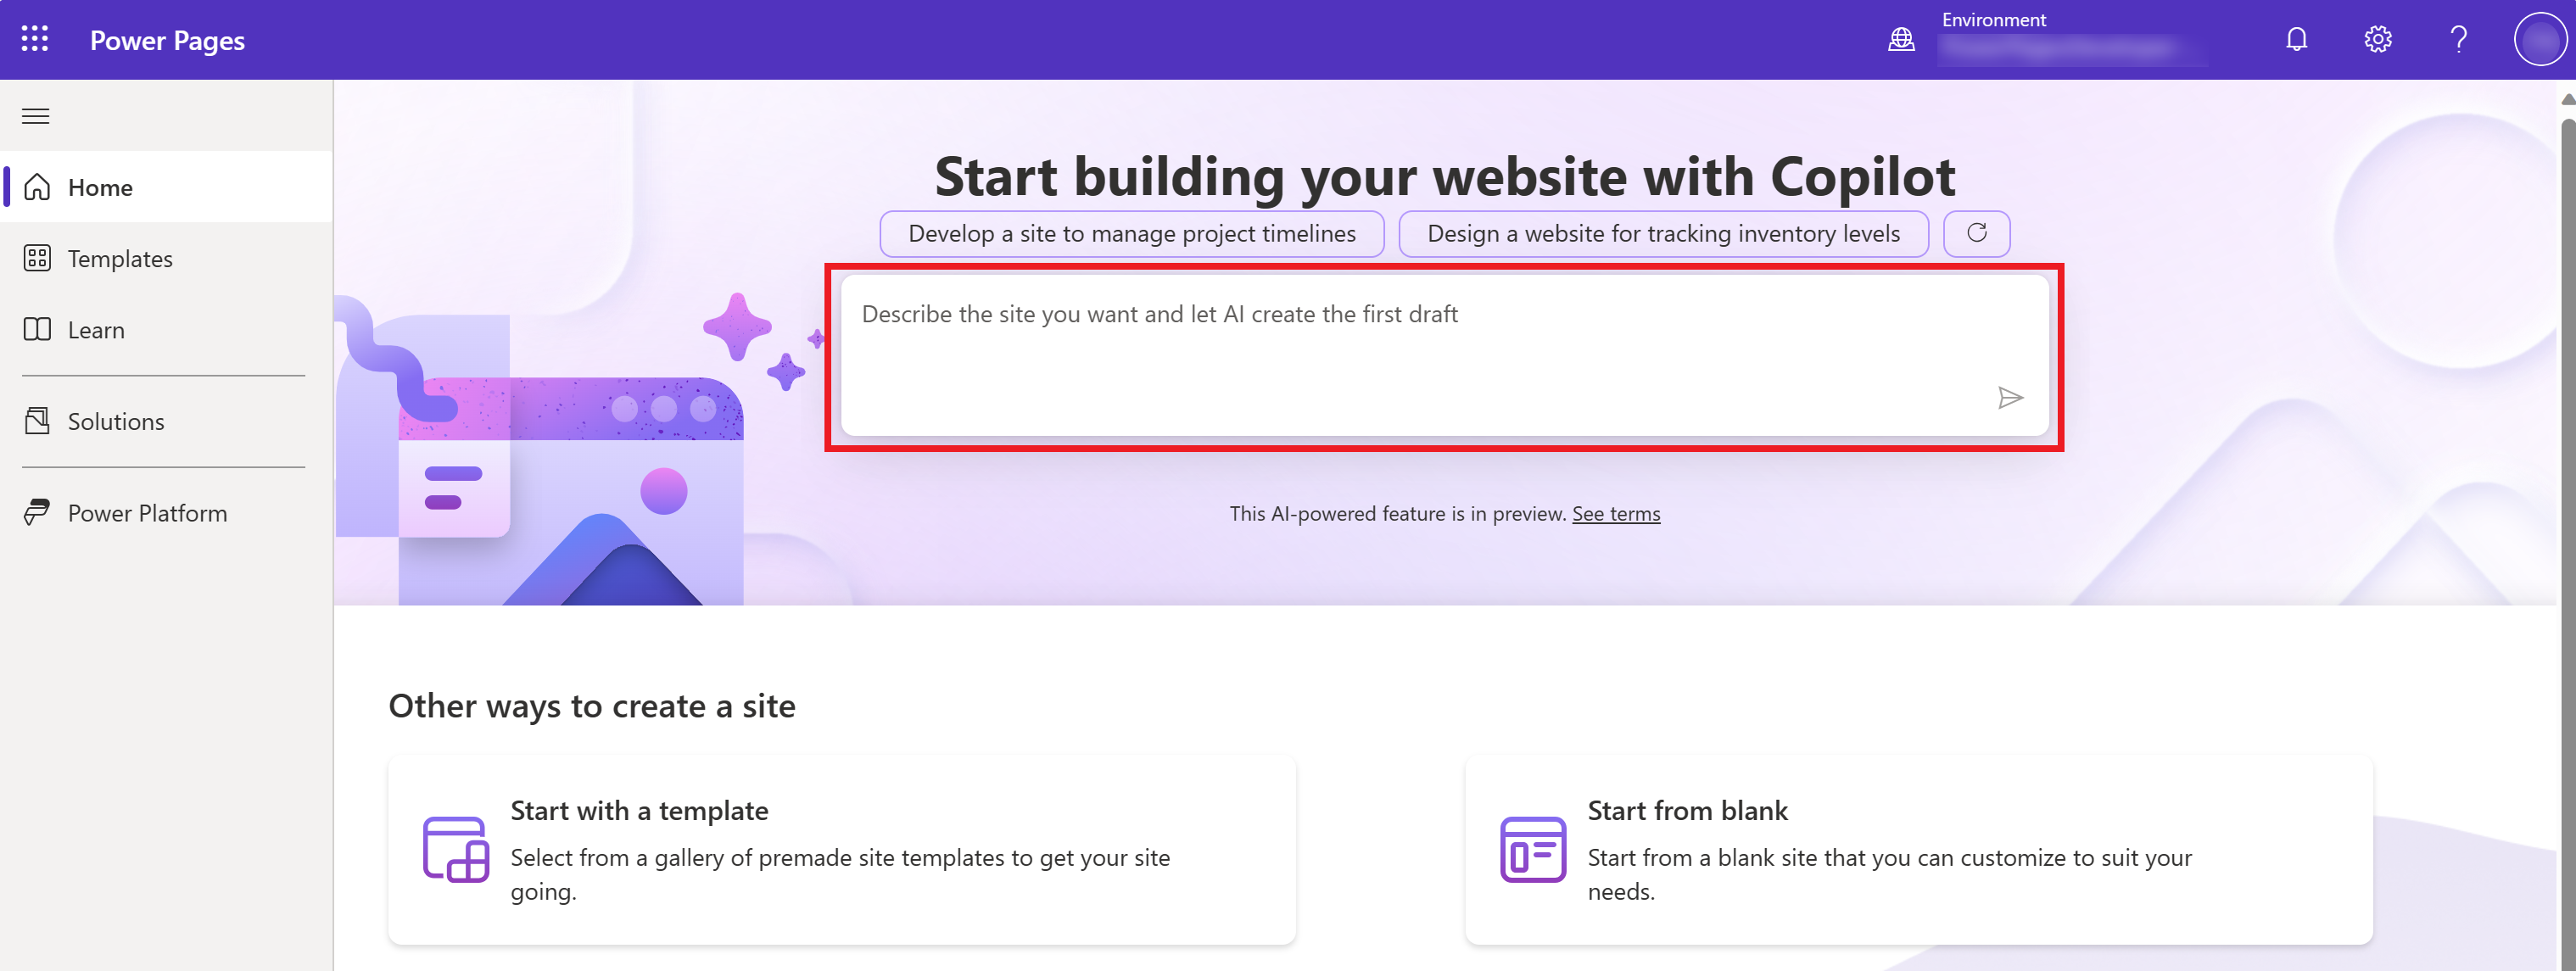 Power Pages
Environment
Home
Templates
Learn
Solutions
Power Platform
Start building your website with Copilot
Develop a site to manage project timelines
Design a website for tracking inventory levels
Describe the site you want and let AI create the first draft
This AI-powered feature is in preview. See terms
Other ways to create a site
Start with a template
Select from a gallery of premade site templates to get your site
going.
Start from blank
Start from a blank site that you can customize to suit your
needs.